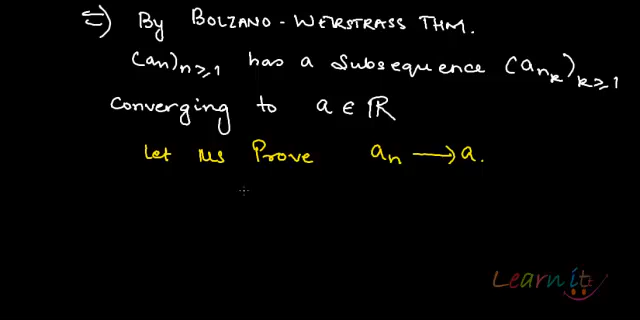 ⇐) By BOLZANO - WEIRSTRASS THM.
(an)n≥1 has a subsequence (ank)k≥1
Converging to a ∈ ℝ
Let us Prove an ⟶ a.
Learnit